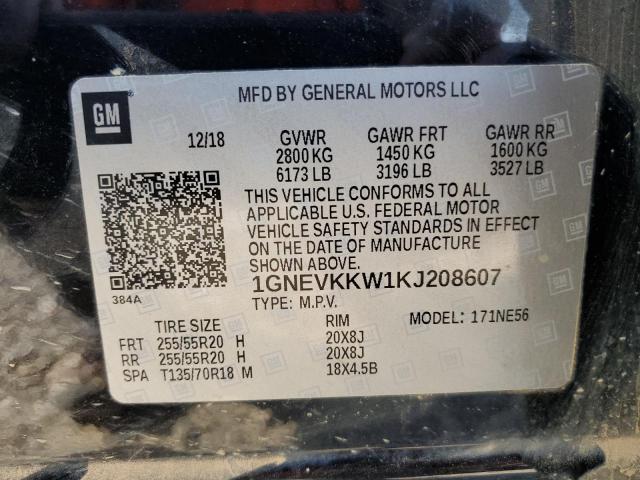 GM
MFD BY GENERAL MOTORS LLC
12/18 GVWR GAWR FRT GAWR RR
2800 KG 1450 KG 1600 KG
6173 LB 3196 LB 3527 LB
THIS VEHICLE CONFORMS TO ALL
APPLICABLE U.S. FEDERAL MOTOR
VEHICLE SAFETY STANDARDS IN EFFECT
ON THE DATE OF MANUFACTURE
SHOWN ABOVE.
384A
1GNEVKKW1KJ208607
TYPE: M.P.V.
TIRE SIZE RIM MODEL: 171NE56
FRT 255/55R20 H 20X8J
RR 255/55R20 H 20X8J
SPA T135/70R18 M 18X4.5B